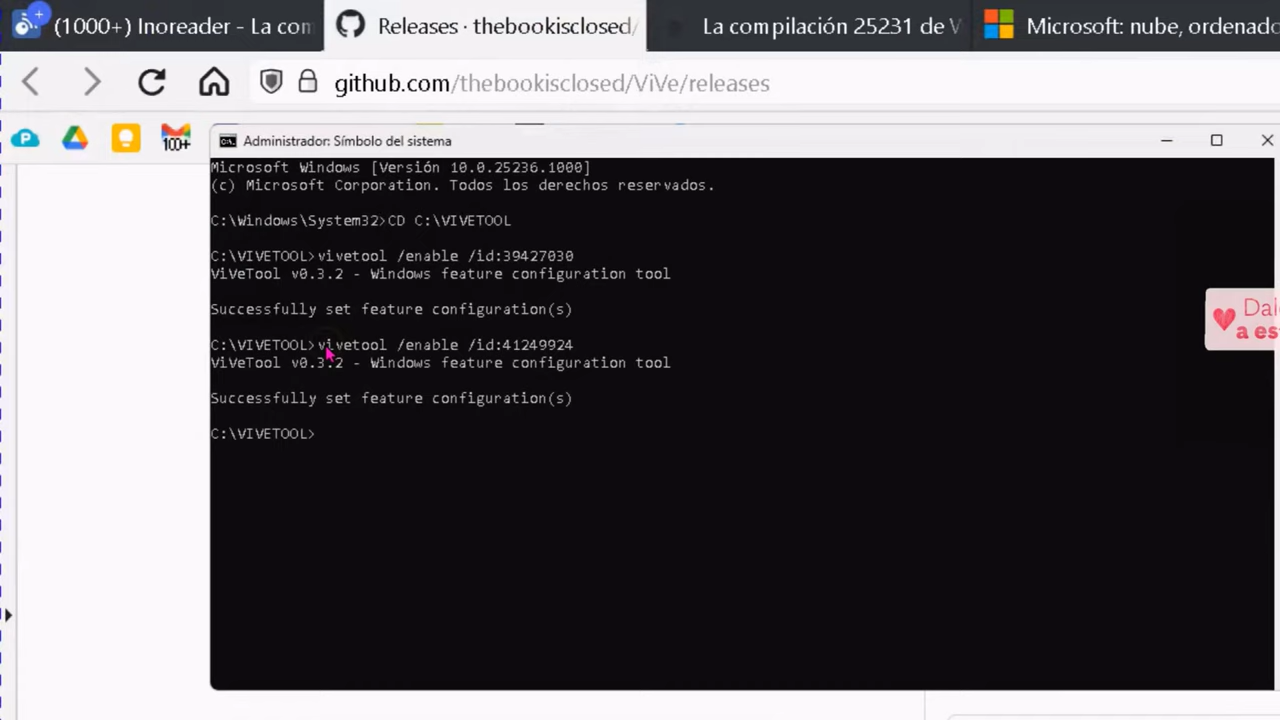 (1000+) Inoreader - La com
Releases · thebookisclosed/
La compilación 25231 de V
Microsoft: nube, ordenado
github.com/thebookisclosed/ViVe/releases
100+
Administrador: Símbolo del sistema
Microsoft Windows [Versión 10.0.25236.1000]
(c) Microsoft Corporation. Todos los derechos reservados.
C:\Windows\System32>CD C:\VIVETOOL
C:\VIVETOOL>vivetool /enable /id:39427030
ViVeTool v0.3.2 - Windows feature configuration tool
Successfully set feature configuration(s)
C:\VIVETOOL>vivetool /enable /id:41249924
ViVeTool v0.3.2 - Windows feature configuration tool
Successfully set feature configuration(s)
C:\VIVETOOL>
Dal
a es